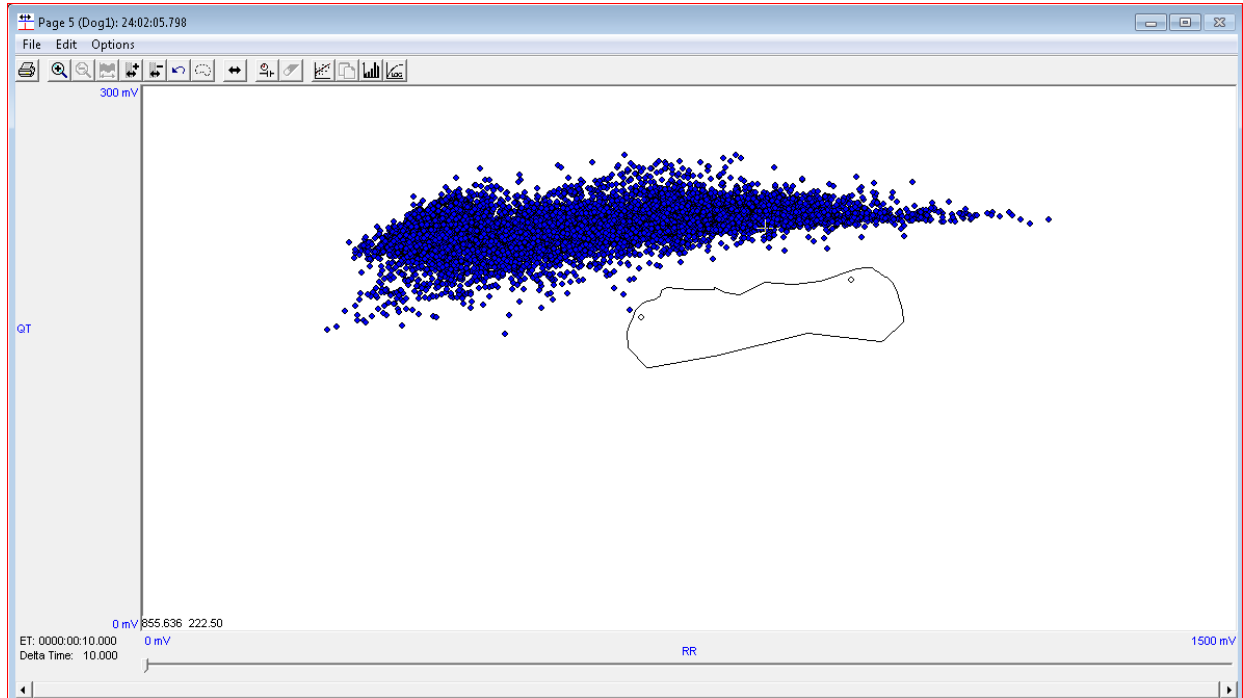 Page 5 (Dog1): 24:02:05.798
File Edit Options
LOG
300 mV
QT
0 mV
855.636 222.50
ET: 0000:00:10.000
0 mV
RR
1500 mV
Delta Time: 10.000